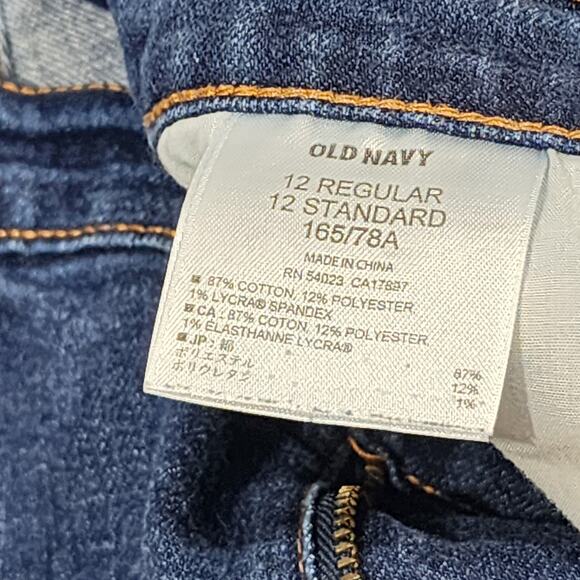 OLD NAVY
12 REGULAR
12 STANDARD
165/78A
MADE IN CHINA
RN 54023 CA17897
87% COTTON, 12% POLYESTER
1% LYCRA® SPANDEX
CA : 87% COTON, 12% POLYESTER
1% ÉLASTHANNE LYCRA®
JP : 綿 87%
ポリエステル 12%
ポリウレタン 1%